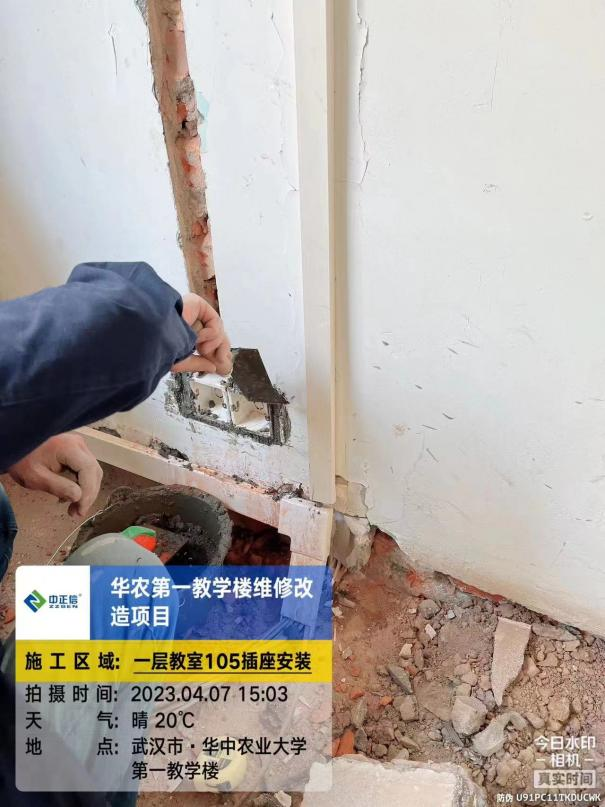 中正信®
ZZSEN
华农第一教学楼维修改
造项目
施工区域: 一层教室105插座安装
拍摄时间: 2023.04.07 15:03
天气: 晴 20℃
地点: 武汉市·华中农业大学
第一教学楼
今日水印
-相机-
真实时间
防伪 U91PC11TKDUCWK